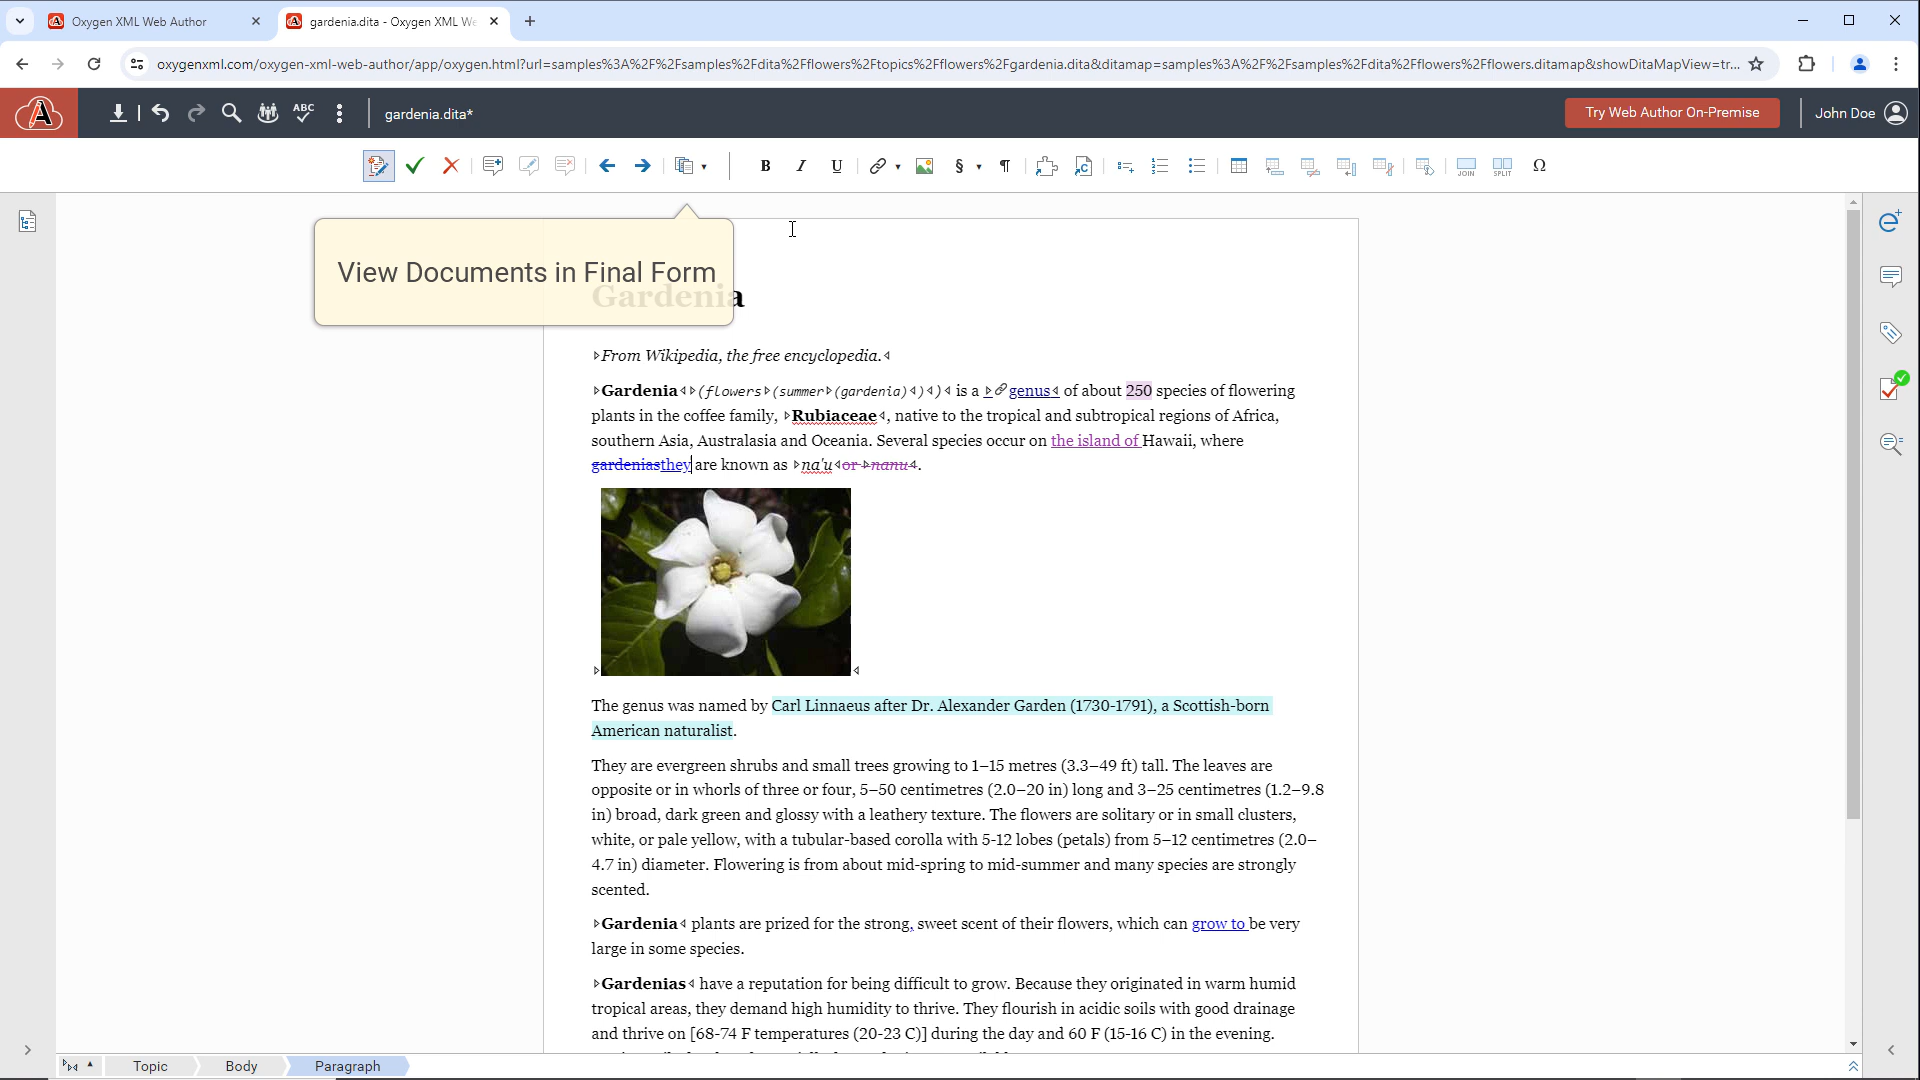 Oxygen XML Web Author
gardenia.dita - Oxygen XML We
oxygenxml.com/oxygen-xml-web-author/app/oxygen.html?url=samples%3A%2F%2Fsamples%2Fdita%2Fflowers%2Ftopics%2Fflowers%2Fgardenia.dita&ditamap=samples%3A%2F%2Fsamples%2Fdita%2Fflowers%2Fflowers.ditamap&showDitaMapView=tr...
ABC
gardenia.dita*
Try Web Author On-Premise
John Doe
B I U § ¶ JOIN SPLIT Ω
View Documents in Final Form
Gardenia
From Wikipedia, the free encyclopedia.
Gardenia (flowers (summer (gardenia) ) ) is a genus of about 250 species of flowering
plants in the coffee family, Rubiaceae, native to the tropical and subtropical regions of Africa,
southern Asia, Australasia and Oceania. Several species occur on the island of Hawaii, where
gardeniasthey are known as na'u or nanu.
The genus was named by Carl Linnaeus after Dr. Alexander Garden (1730-1791), a Scottish-born
American naturalist.
They are evergreen shrubs and small trees growing to 1–15 metres (3.3–49 ft) tall. The leaves are
opposite or in whorls of three or four, 5–50 centimetres (2.0–20 in) long and 3–25 centimetres (1.2–9.8
in) broad, dark green and glossy with a leathery texture. The flowers are solitary or in small clusters,
white, or pale yellow, with a tubular-based corolla with 5-12 lobes (petals) from 5–12 centimetres (2.0–
4.7 in) diameter. Flowering is from about mid-spring to mid-summer and many species are strongly
scented.
Gardenia plants are prized for the strong, sweet scent of their flowers, which can grow to be very
large in some species.
Gardenias have a reputation for being difficult to grow. Because they originated in warm humid
tropical areas, they demand high humidity to thrive. They flourish in acidic soils with good drainage
and thrive on [68-74 F temperatures (20-23 C)] during the day and 60 F (15-16 C) in the evening.
Topic
Body
Paragraph